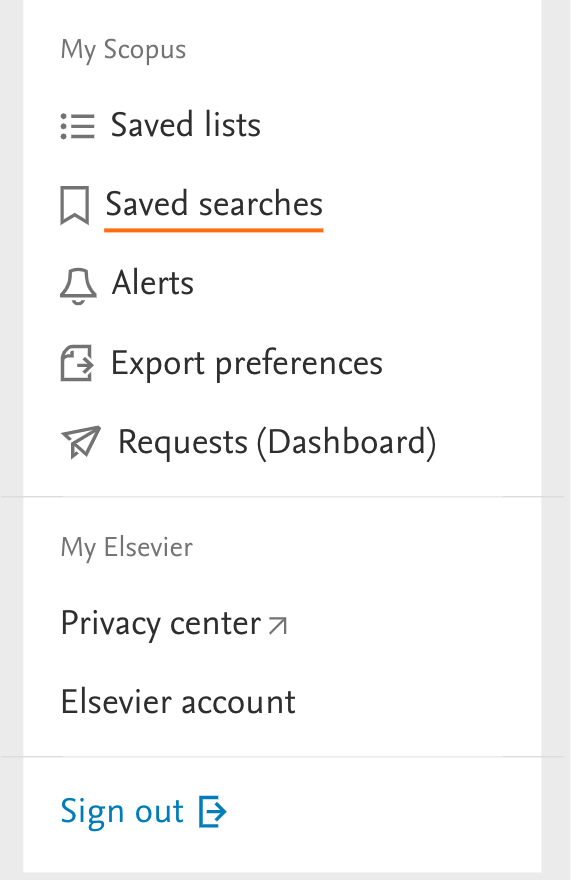 My Scopus
Saved lists
Saved searches
Alerts
Export preferences
Requests (Dashboard)
My Elsevier
Privacy center
Elsevier account
Sign out